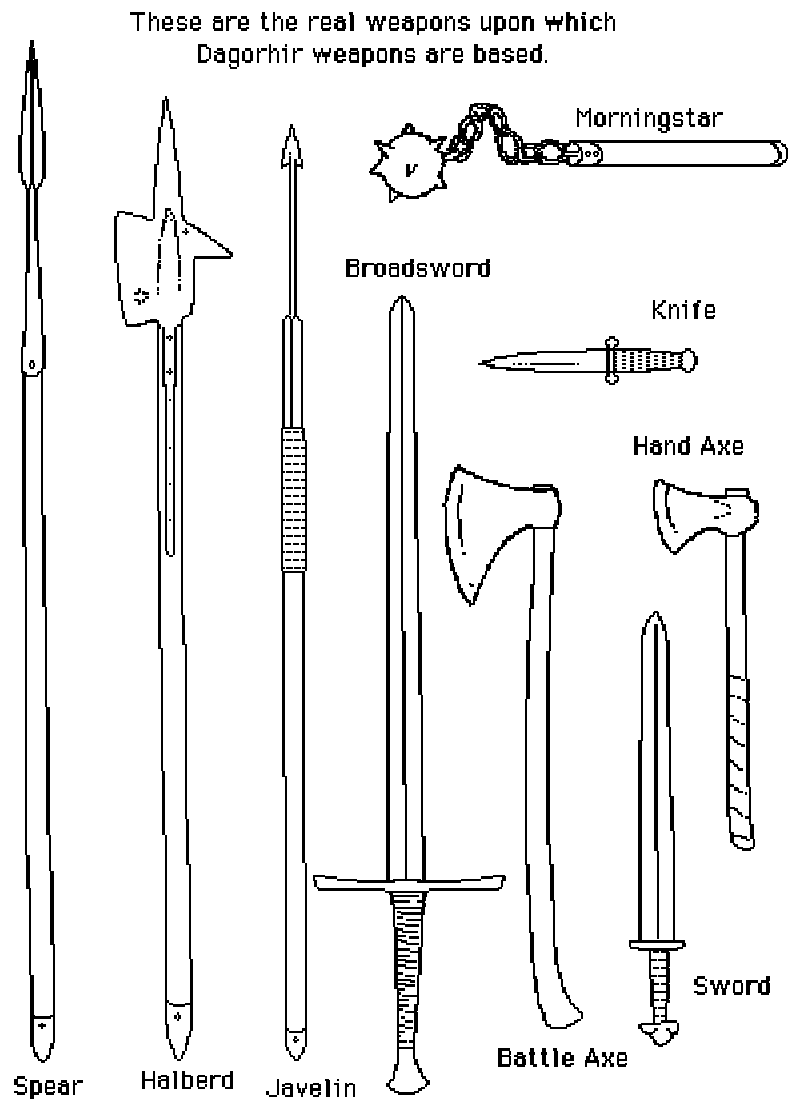 These are the real weapons upon which
Dagorhir weapons are based.
Morningstar
Broadsword
Knife
Hand Axe
Sword
Battle Axe
Spear
Halberd
Javelin